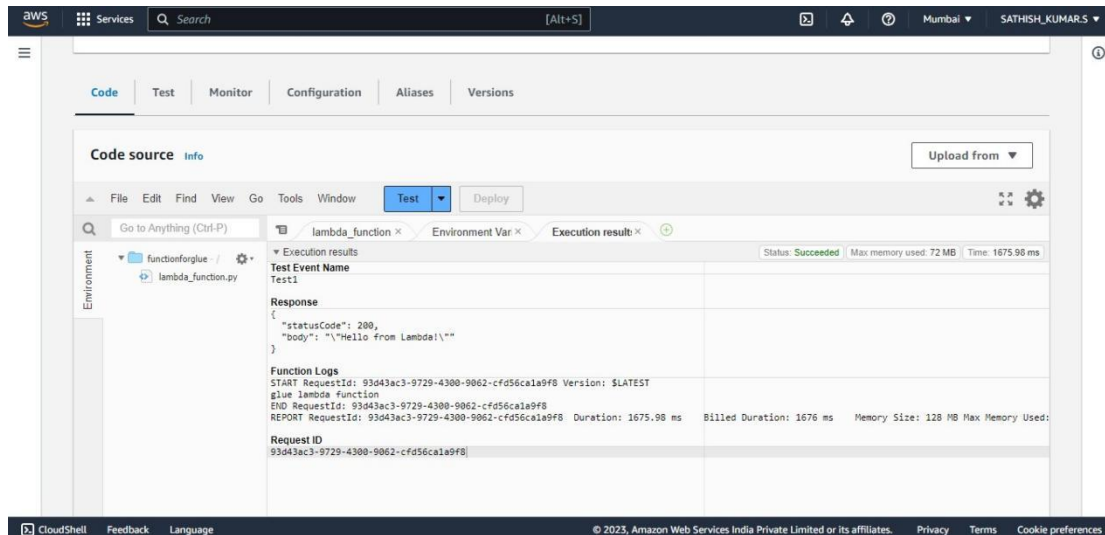 aws Services Search [Alt+S] Mumbai ▼ SATHISH_KUMAR.S ▼
Code Test Monitor Configuration Aliases Versions
Code source Info Upload from ▼
File Edit Find View Go Tools Window Test Deploy
Go to Anything (Ctrl-P) lambda_function × Environment Var × Execution result: ×
Environment
functionforglue - /
lambda_function.py
▼ Execution results Status: Succeeded Max memory used: 72 MB Time: 1675.98 ms
Test Event Name
Test1
Response
{
"statusCode": 200,
"body": "\"Hello from Lambda!\""
}
Function Logs
START RequestId: 93d43ac3-9729-4300-9062-cfd56ca1a9f8 Version: $LATEST
glue lambda function
END RequestId: 93d43ac3-9729-4300-9062-cfd56ca1a9f8
REPORT RequestId: 93d43ac3-9729-4300-9062-cfd56ca1a9f8 Duration: 1675.98 ms Billed Duration: 1676 ms Memory Size: 128 MB Max Memory Used:
Request ID
93d43ac3-9729-4300-9062-cfd56ca1a9f8
CloudShell Feedback Language © 2023, Amazon Web Services India Private Limited or its affiliates. Privacy Terms Cookie preferences